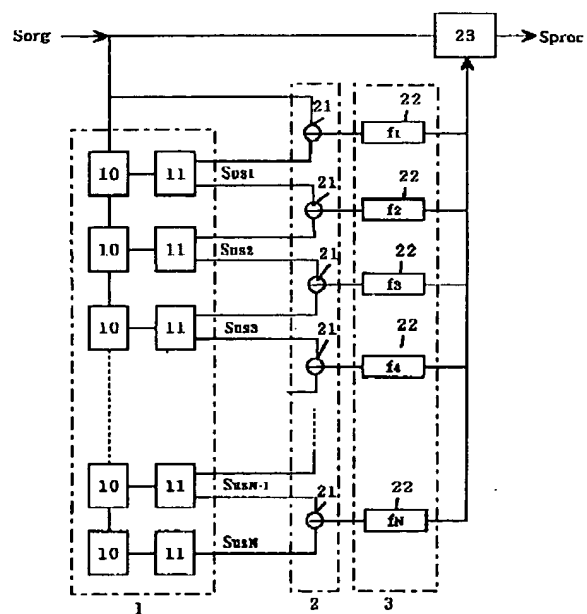 Sorg 23 Sproc
21 22
f1
10 11 Sus1
21 22
f2
10 11 Sus2
21 22
f3
10 11 Sus3
21 22
f4
10 11 SusN-1
21 22
fN
10 11 SusN
1 2 3